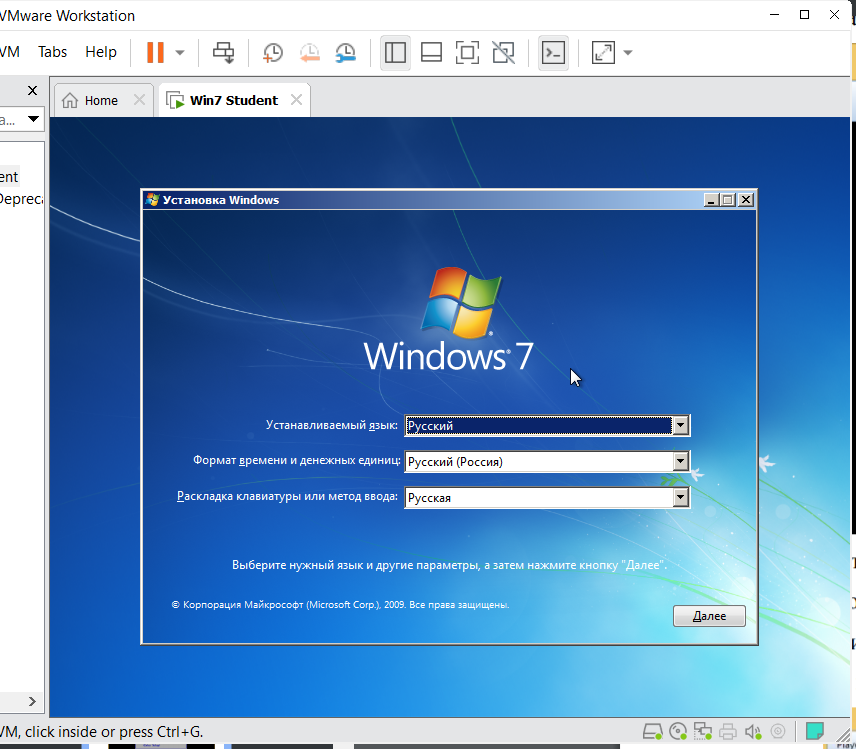 VMware Workstation
VM Tabs Help
Home
Win7 Student
a...
ent
Установка Windows
Windows® 7
Устанавливаемый язык: Русский
Формат времени и денежных единиц: Русский (Россия)
Раскладка клавиатуры или метод ввода: Русская
Выберите нужный язык и другие параметры, а затем нажмите кнопку "Далее".
© Корпорация Майкрософт (Microsoft Corp.), 2009. Все права защищены.
Далее
VM, click inside or press Ctrl+G.